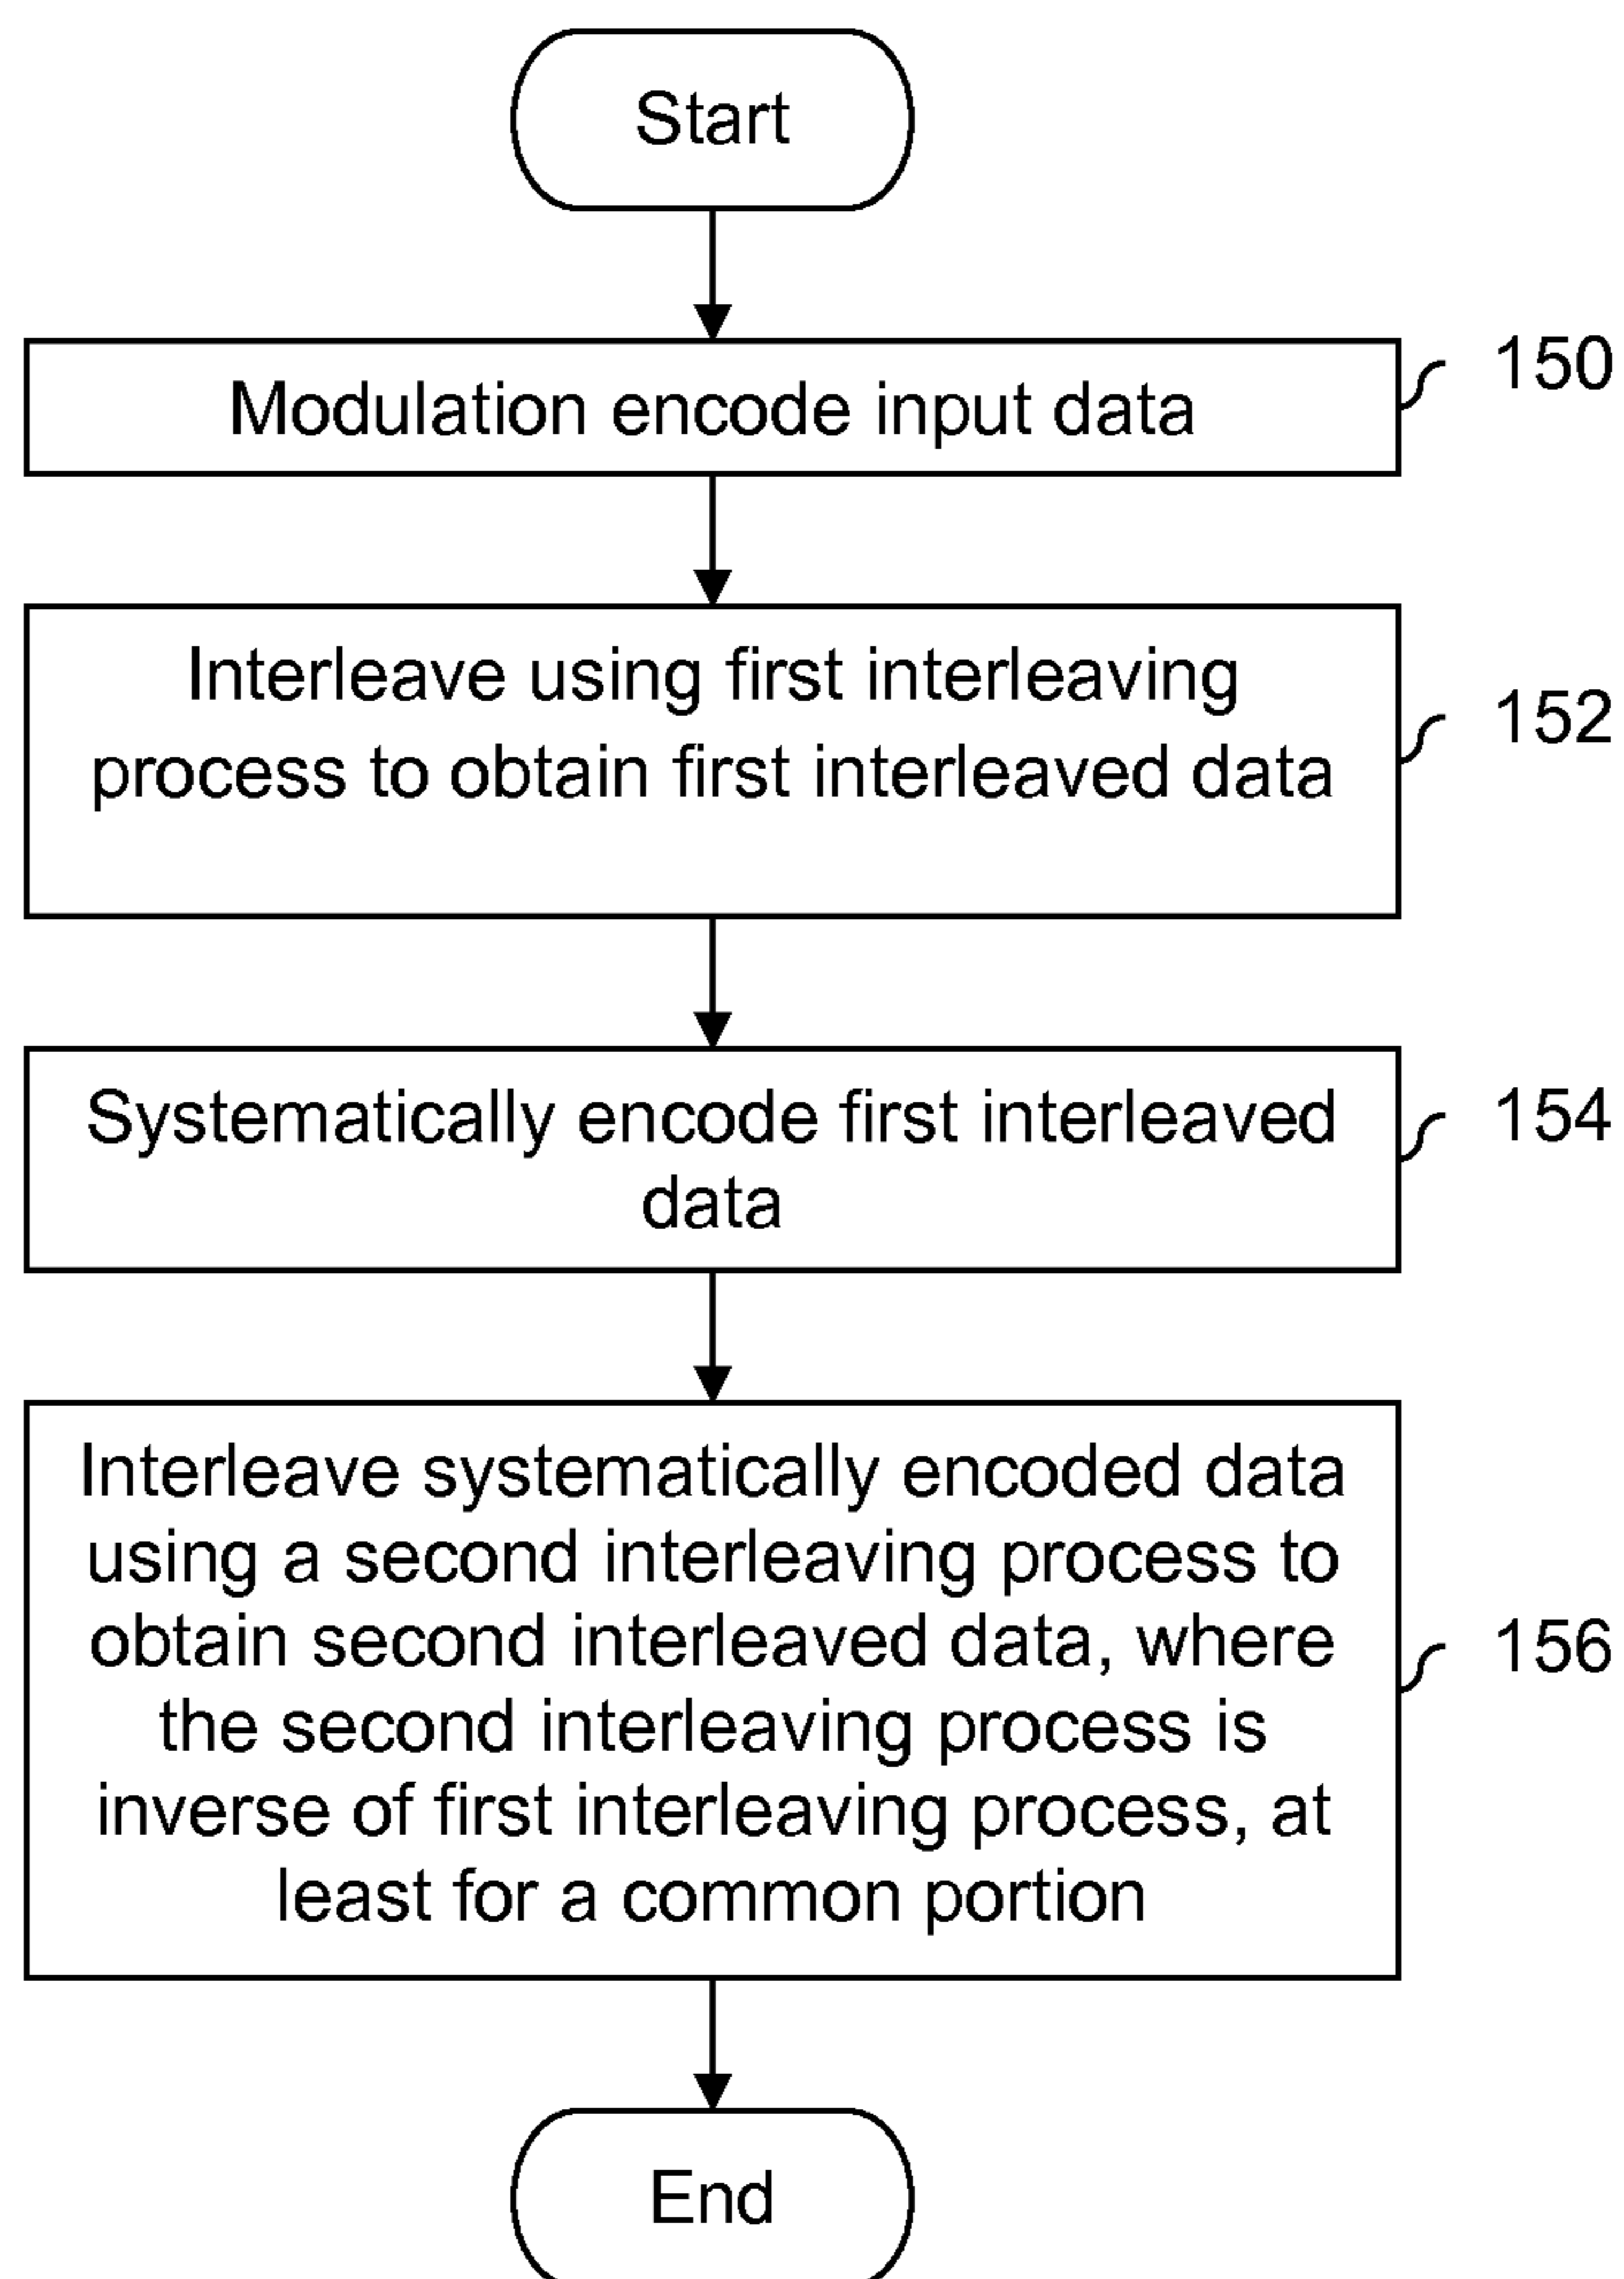 Start
150
Modulation encode input data
Interleave using first interleaving
process to obtain first interleaved data
152
Systematically encode first interleaved
data
154
Interleave systematically encoded data
using a second interleaving process to
obtain second interleaved data, where
the second interleaving process is
inverse of first interleaving process, at
least for a common portion
156
End